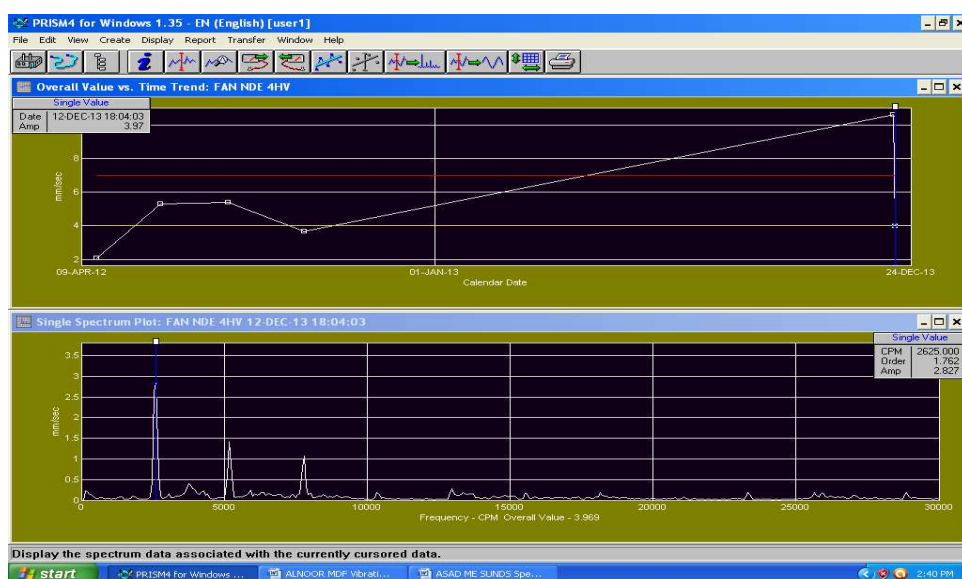 PRISM4 for Windows 1.35 - EN (English) [user1]
File Edit View Create Display Report Transfer Window Help
Overall Value vs. Time Trend: FAN NDE 4HV
Single Value
Date 12-DEC-13 18:04:03
Amp 3.97
mm/sec
8
6
4
2
09-APR-12 01-JAN-13 24-DEC-13
Calendar Date
Single Spectrum Plot: FAN NDE 4HV 12-DEC-13 18:04:03
Single Value
CPM 2625.000
Order 1.762
Amp 2.827
mm/sec
3.5
3
2.5
2
1.5
1
0.5
0
0 5000 10000 15000 20000 25000 30000
Frequency - CPM Overall Value - 3.969
Display the spectrum data associated with the currently cursored data.
start PRISM4 for Windows ... ALNOOR MDF Vibrati... ASAD ME SUNDS Spe... 2:40 PM